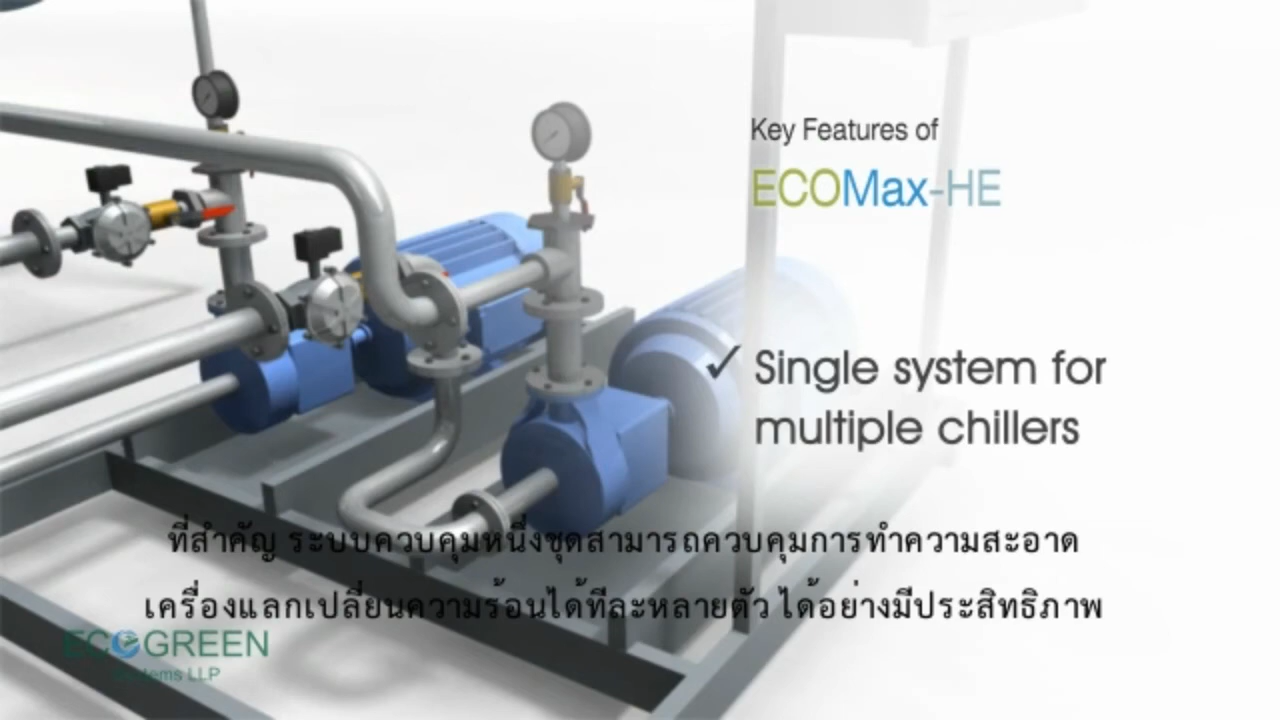 Key Features of
ECOMax-HE
✓ Single system for
multiple chillers
ที่สำคัญ ระบบควบคุมหนึ่งชุดสามารถควบคุมการทำความสะอาด
เครื่องแลกเปลี่ยนความร้อนได้ทีละหลายตัว ได้อย่างมีประสิทธิภาพ
ECOGREEN
Systems LLP